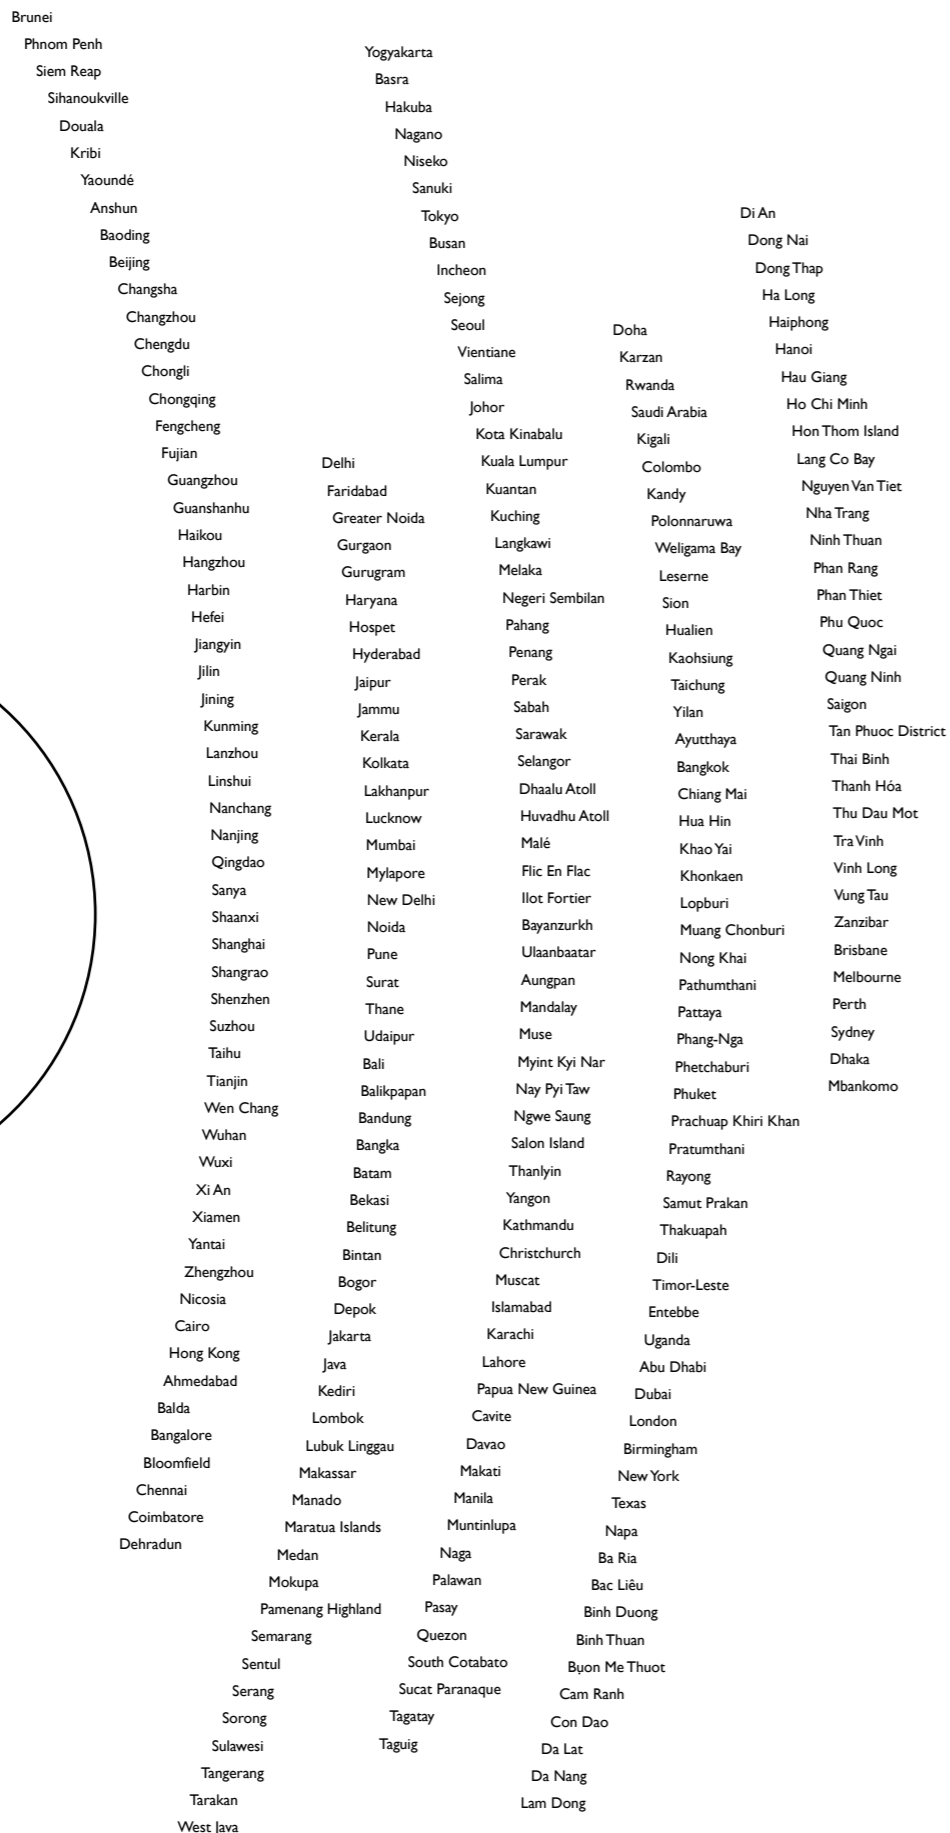 Brunei
Phnom Penh
Siem Reap
Sihanoukville
Douala
Kribi
Yaoundé
Anshun
Baoding
Beijing
Changsha
Changzhou
Chengdu
Chongli
Chongqing
Fengcheng
Fujian
Guangzhou
Guanshanhu
Haikou
Hangzhou
Harbin
Hefei
Jiangyin
Jilin
Jining
Kunming
Lanzhou
Linshui
Nanchang
Nanjing
Qingdao
Sanya
Shaanxi
Shanghai
Shangrao
Shenzhen
Suzhou
Taihu
Tianjin
Wen Chang
Wuhan
Wuxi
Xi An
Xiamen
Yantai
Zhengzhou
Nicosia
Cairo
Hong Kong
Ahmedabad
Balda
Bangalore
Bloomfield
Chennai
Coimbatore
Dehradun
Delhi
Faridabad
Greater Noida
Gurgaon
Gurugram
Haryana
Hospet
Hyderabad
Jaipur
Jammu
Kerala
Kolkata
Lakhanpur
Lucknow
Mumbai
Mylapore
New Delhi
Noida
Pune
Surat
Thane
Udaipur
Bali
Balikpapan
Bandung
Bangka
Batam
Bekasi
Belitung
Bintan
Bogor
Depok
Jakarta
Java
Kediri
Lombok
Lubuk Linggau
Makassar
Manado
Maratua Islands
Medan
Mokupa
Pamenang Highland
Semarang
Sentul
Serang
Sorong
Sulawesi
Tangerang
Tarakan
West Java
Yogyakarta
Basra
Hakuba
Nagano
Niseko
Sanuki
Tokyo
Busan
Incheon
Sejong
Seoul
Vientiane
Salima
Johor
Kota Kinabalu
Kuala Lumpur
Kuantan
Kuching
Langkawi
Melaka
Negeri Sembilan
Pahang
Penang
Perak
Sabah
Sarawak
Selangor
Dhaalu Atoll
Huvadhu Atoll
Malé
Flic En Flac
Ilot Fortier
Bayanzurkh
Ulaanbaatar
Aungpan
Mandalay
Muse
Myint Kyi Nar
Nay Pyi Taw
Ngwe Saung
Salon Island
Thanlyin
Yangon
Kathmandu
Christchurch
Muscat
Islamabad
Karachi
Lahore
Papua New Guinea
Cavite
Davao
Makati
Manila
Muntinlupa
Naga
Palawan
Pasay
Quezon
South Cotabato
Sucat Paranaque
Tagatay
Taguig
Doha
Karzan
Rwanda
Saudi Arabia
Kigali
Colombo
Kandy
Polonnaruwa
Weligama Bay
Leserne
Sion
Hualien
Kaohsiung
Taichung
Yilan
Ayutthaya
Bangkok
Chiang Mai
Hua Hin
Khao Yai
Khonkaen
Lopburi
Muang Chonburi
Nong Khai
Pathumthani
Pattaya
Phang-Nga
Phetchaburi
Phuket
Prachuap Khiri Khan
Pratumthani
Rayong
Samut Prakan
Thakuapah
Dili
Timor-Leste
Entebbe
Uganda
Abu Dhabi
Dubai
London
Birmingham
New York
Texas
Napa
Ba Ria
Bac Liêu
Binh Duong
Binh Thuan
Bụon Me Thuot
Cam Ranh
Con Dao
Da Lat
Da Nang
Lam Dong
Di An
Dong Nai
Dong Thap
Ha Long
Haiphong
Hanoi
Hau Giang
Ho Chi Minh
Hon Thom Island
Lang Co Bay
Nguyen Van Tiet
Nha Trang
Ninh Thuan
Phan Rang
Phan Thiet
Phu Quoc
Quang Ngai
Quang Ninh
Saigon
Tan Phuoc District
Thai Binh
Thanh Hóa
Thu Dau Mot
Tra Vinh
Vinh Long
Vung Tau
Zanzibar
Brisbane
Melbourne
Perth
Sydney
Dhaka
Mbankomo